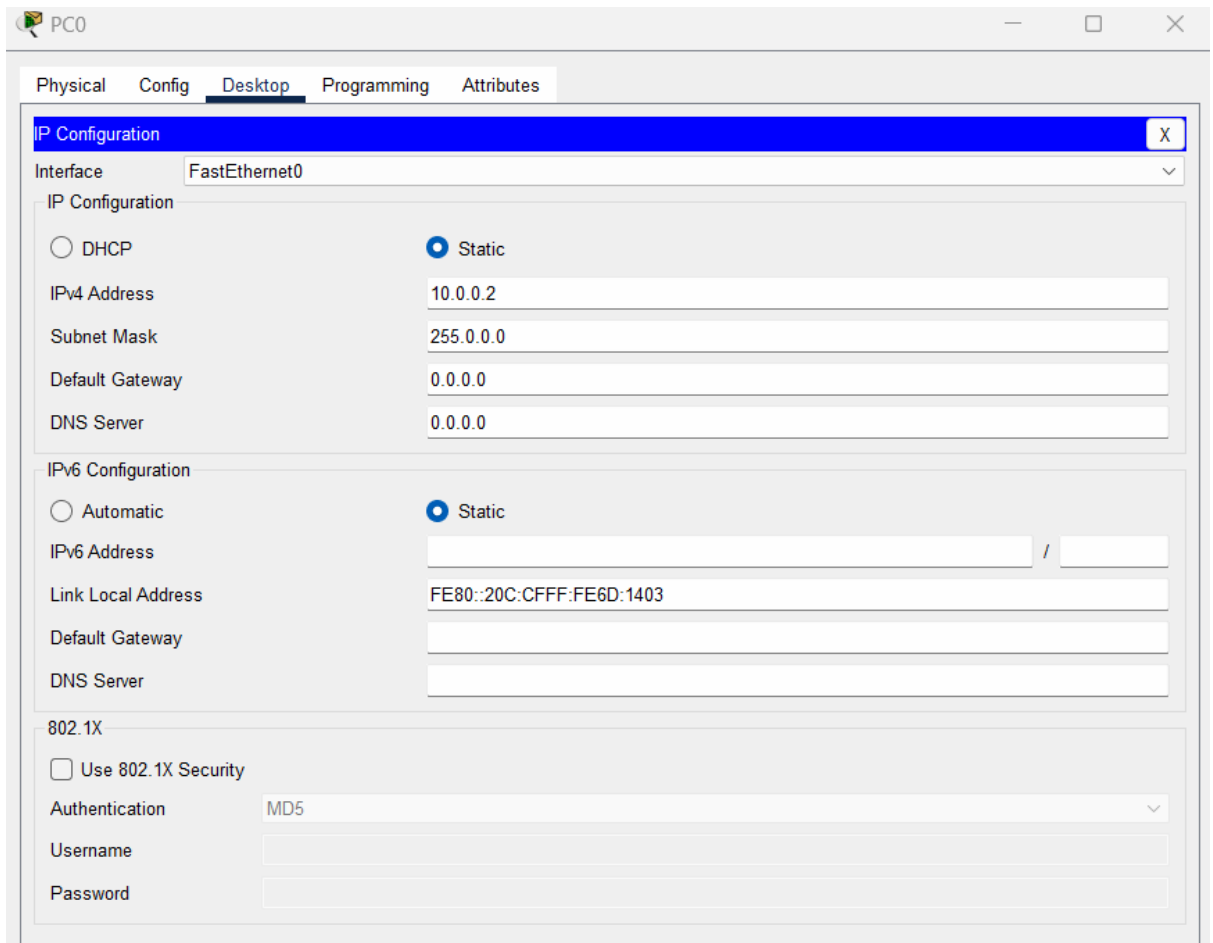 PC0
Physical Config Desktop Programming Attributes
IP Configuration X
Interface FastEthernet0
IP Configuration
DHCP Static
IPv4 Address 10.0.0.2
Subnet Mask 255.0.0.0
Default Gateway 0.0.0.0
DNS Server 0.0.0.0
IPv6 Configuration
Automatic Static
IPv6 Address /
Link Local Address FE80::20C:CFFF:FE6D:1403
Default Gateway
DNS Server
802.1X
Use 802.1X Security
Authentication MD5
Username
Password